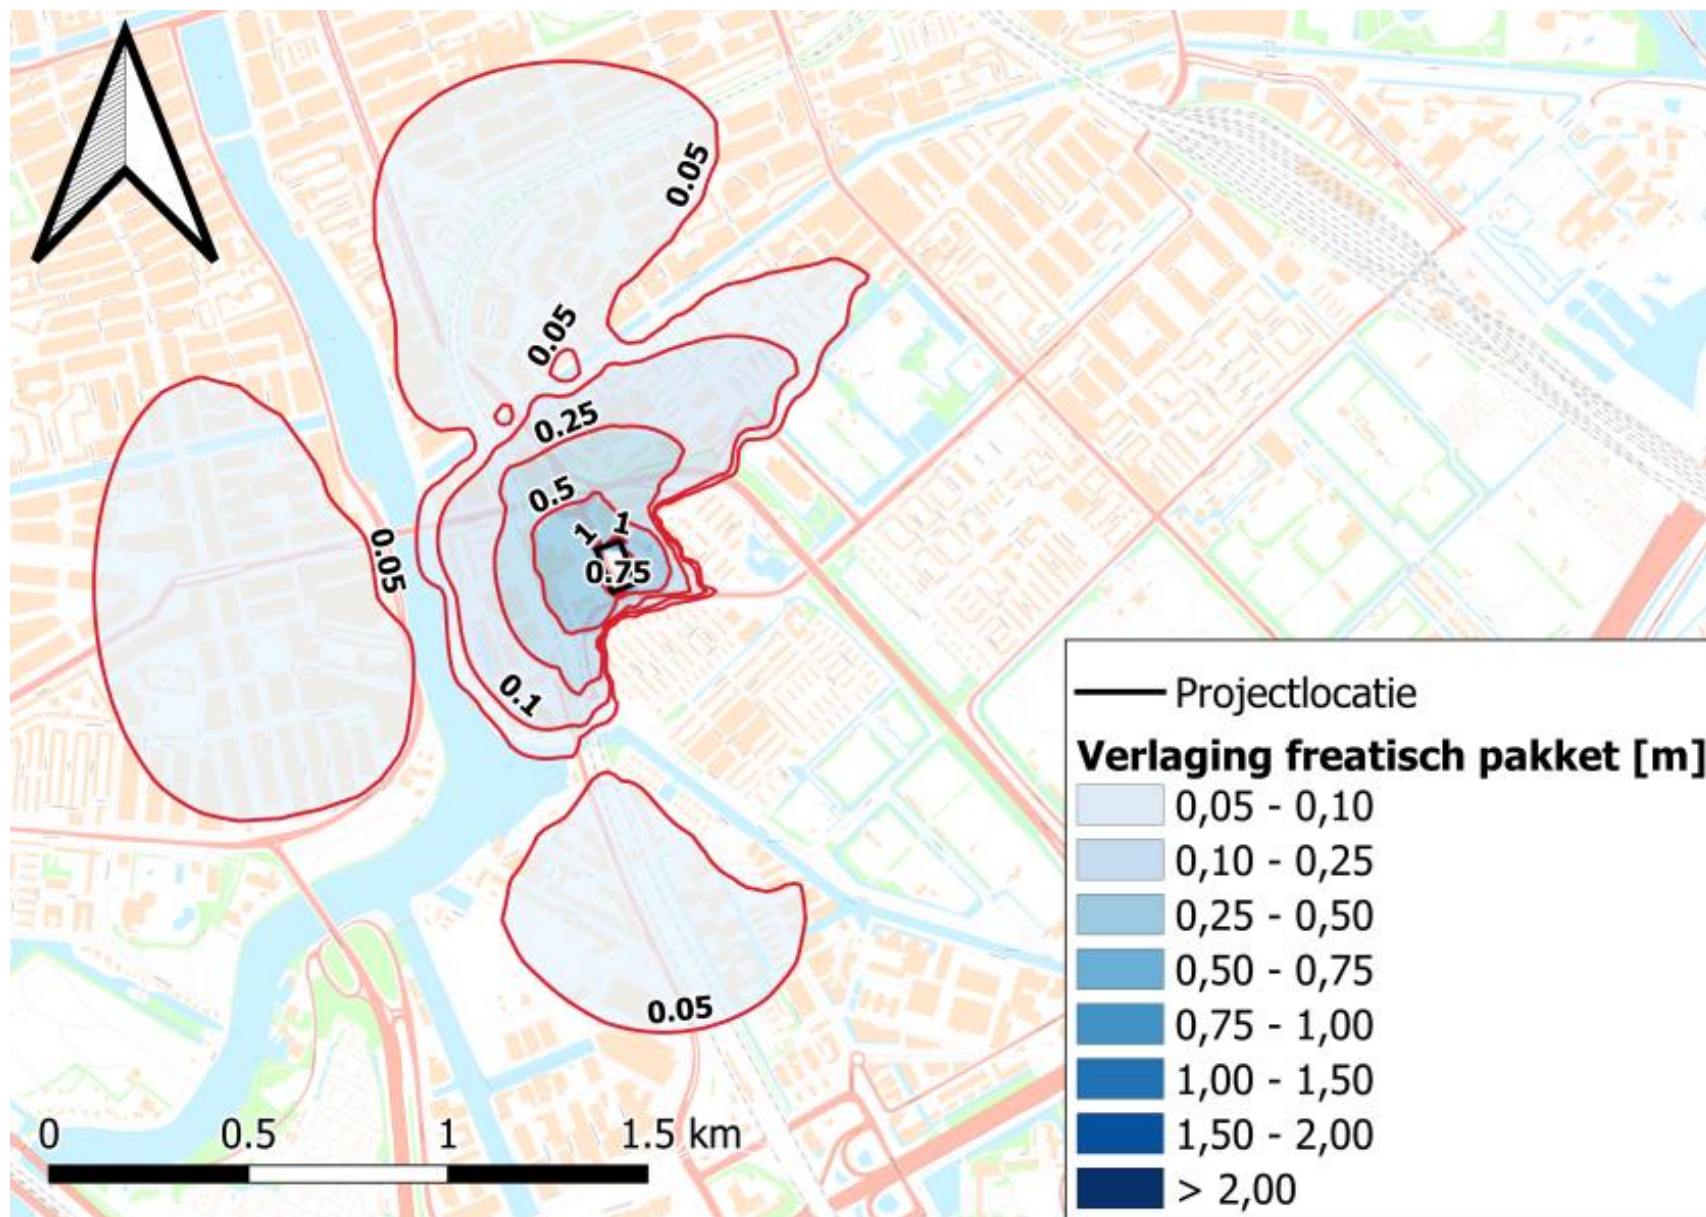 0.05
0.05
0.25
0.5
1
1
0.75
0.05
0.1
0.05
Projectlocatie
Verlaging freatisch pakket [m]
0,05 - 0,10
0,10 - 0,25
0,25 - 0,50
0,50 - 0,75
0,75 - 1,00
1,00 - 1,50
1,50 - 2,00
> 2,00
0 0.5 1 1.5 km